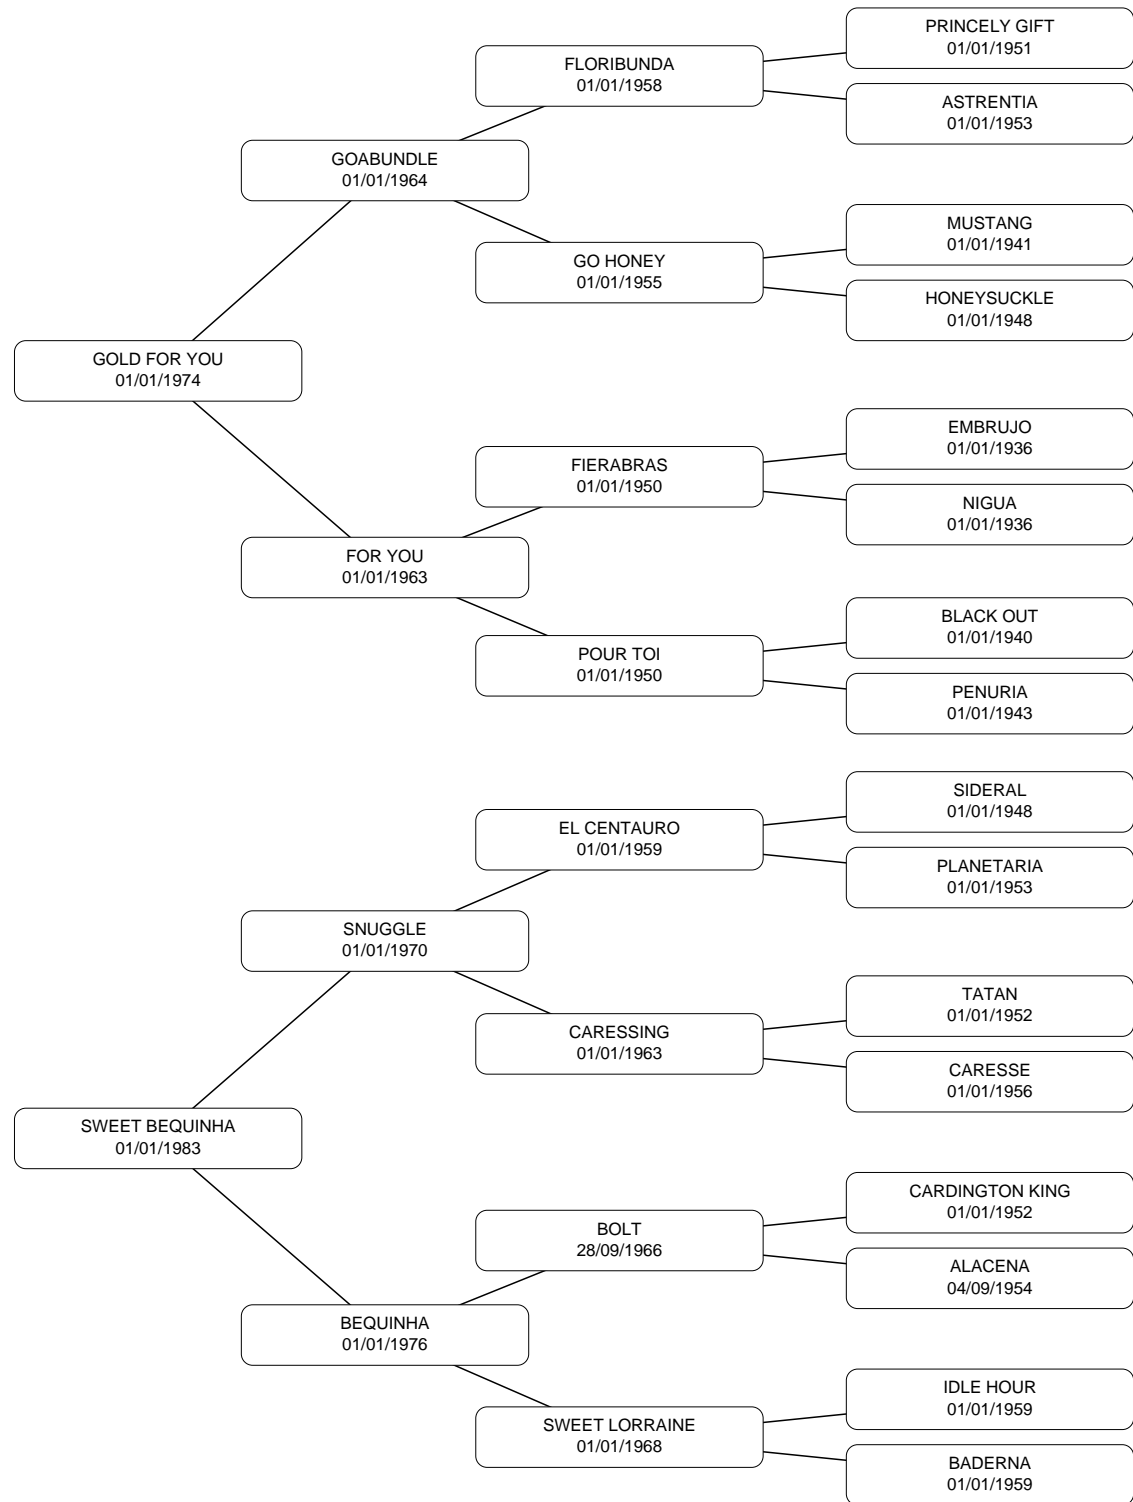 PRINCELY GIFT
01/01/1951
FLORIBUNDA
01/01/1958
ASTRENTIA
01/01/1953
GOABUNDLE
01/01/1964
MUSTANG
01/01/1941
GO HONEY
01/01/1955
HONEYSUCKLE
01/01/1948
GOLD FOR YOU
01/01/1974
EMBRUJO
01/01/1936
FIERABRAS
01/01/1950
NIGUA
01/01/1936
FOR YOU
01/01/1963
BLACK OUT
01/01/1940
POUR TOI
01/01/1950
PENURIA
01/01/1943
SIDERAL
01/01/1948
EL CENTAURO
01/01/1959
PLANETARIA
01/01/1953
SNUGGLE
01/01/1970
TATAN
01/01/1952
CARESSING
01/01/1963
CARESSE
01/01/1956
SWEET BEQUINHA
01/01/1983
CARDINGTON KING
01/01/1952
BOLT
28/09/1966
ALACENA
04/09/1954
BEQUINHA
01/01/1976
IDLE HOUR
01/01/1959
SWEET LORRAINE
01/01/1968
BADERNA
01/01/1959